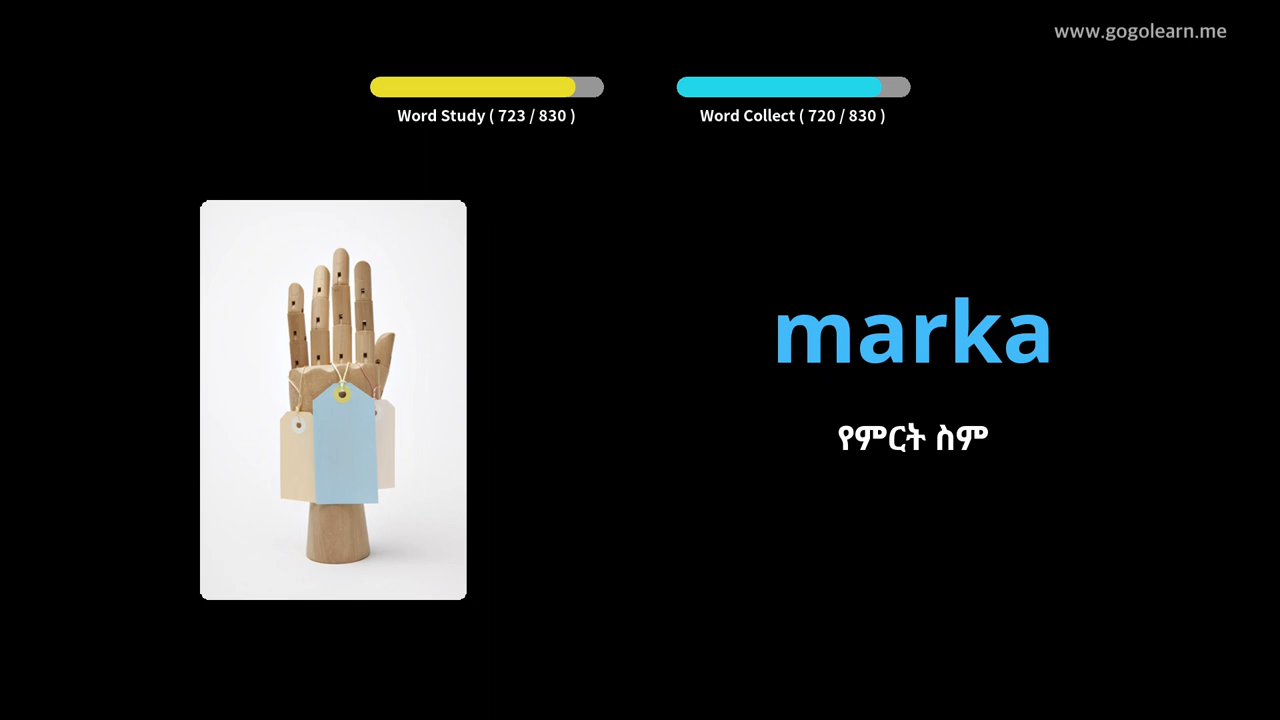 www.gogolearn.me
Word Study ( 723 / 830 )
Word Collect ( 720 / 830 )
marka
የምርት ስም